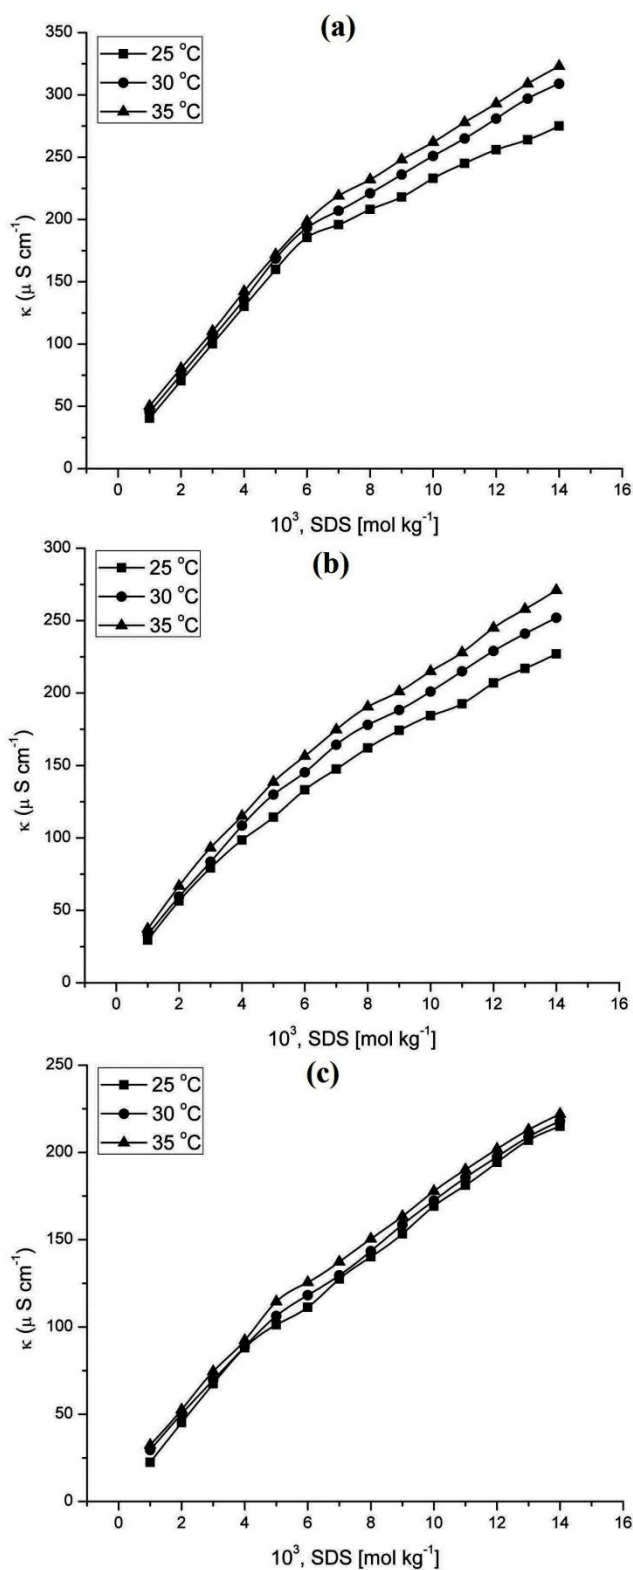 (a)
25 °C
30 °C
35 °C
350
300
250
200
150
100
50
0
κ (μ S cm⁻¹)
0 2 4 6 8 10 12 14 16
10³, SDS [mol kg⁻¹]
(b)
25 °C
30 °C
35 °C
300
250
200
150
100
50
0
κ (μ S cm⁻¹)
0 2 4 6 8 10 12 14 16
10³, SDS [mol kg⁻¹]
(c)
25 °C
30 °C
35 °C
250
200
150
100
50
0
κ (μ S cm⁻¹)
0 2 4 6 8 10 12 14 16
10³, SDS [mol kg⁻¹]